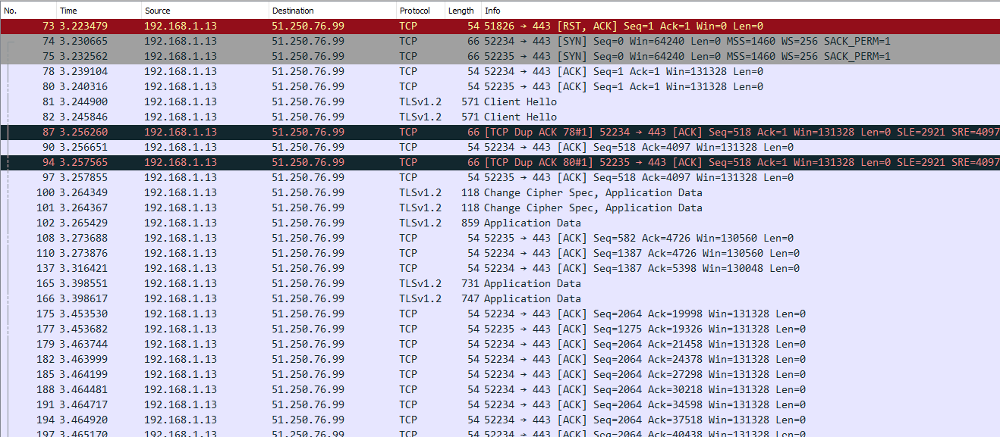 No. Time Source Destination Protocol Length Info
73 3.223479 192.168.1.13 51.250.76.99 TCP 54 51826 → 443 [RST, ACK] Seq=1 Ack=1 Win=0 Len=0
74 3.230665 192.168.1.13 51.250.76.99 TCP 66 52234 → 443 [SYN] Seq=0 Win=64240 Len=0 MSS=1460 WS=256 SACK_PERM=1
75 3.232562 192.168.1.13 51.250.76.99 TCP 66 52235 → 443 [SYN] Seq=0 Win=64240 Len=0 MSS=1460 WS=256 SACK_PERM=1
78 3.239104 192.168.1.13 51.250.76.99 TCP 54 52234 → 443 [ACK] Seq=1 Ack=1 Win=131328 Len=0
80 3.240316 192.168.1.13 51.250.76.99 TCP 54 52235 → 443 [ACK] Seq=1 Ack=1 Win=131328 Len=0
81 3.244900 192.168.1.13 51.250.76.99 TLSv1.2 571 Client Hello
82 3.245846 192.168.1.13 51.250.76.99 TLSv1.2 571 Client Hello
87 3.256260 192.168.1.13 51.250.76.99 TCP 66 [TCP Dup ACK 78#1] 52234 → 443 [ACK] Seq=518 Ack=1 Win=131328 Len=0 SLE=2921 SRE=4097
90 3.256651 192.168.1.13 51.250.76.99 TCP 54 52234 → 443 [ACK] Seq=518 Ack=4097 Win=131328 Len=0
94 3.257565 192.168.1.13 51.250.76.99 TCP 66 [TCP Dup ACK 80#1] 52235 → 443 [ACK] Seq=518 Ack=1 Win=131328 Len=0 SLE=2921 SRE=4097
97 3.257855 192.168.1.13 51.250.76.99 TCP 54 52235 → 443 [ACK] Seq=518 Ack=4097 Win=131328 Len=0
100 3.264349 192.168.1.13 51.250.76.99 TLSv1.2 118 Change Cipher Spec, Application Data
101 3.264367 192.168.1.13 51.250.76.99 TLSv1.2 118 Change Cipher Spec, Application Data
102 3.265429 192.168.1.13 51.250.76.99 TLSv1.2 859 Application Data
108 3.273688 192.168.1.13 51.250.76.99 TCP 54 52235 → 443 [ACK] Seq=582 Ack=4726 Win=130560 Len=0
110 3.273876 192.168.1.13 51.250.76.99 TCP 54 52234 → 443 [ACK] Seq=1387 Ack=4726 Win=130560 Len=0
137 3.316421 192.168.1.13 51.250.76.99 TCP 54 52234 → 443 [ACK] Seq=1387 Ack=5398 Win=130048 Len=0
165 3.398551 192.168.1.13 51.250.76.99 TLSv1.2 731 Application Data
166 3.398617 192.168.1.13 51.250.76.99 TLSv1.2 747 Application Data
175 3.453530 192.168.1.13 51.250.76.99 TCP 54 52234 → 443 [ACK] Seq=2064 Ack=19998 Win=131328 Len=0
177 3.453682 192.168.1.13 51.250.76.99 TCP 54 52235 → 443 [ACK] Seq=1275 Ack=19326 Win=131328 Len=0
179 3.463744 192.168.1.13 51.250.76.99 TCP 54 52234 → 443 [ACK] Seq=2064 Ack=21458 Win=131328 Len=0
182 3.463999 192.168.1.13 51.250.76.99 TCP 54 52234 → 443 [ACK] Seq=2064 Ack=24378 Win=131328 Len=0
185 3.464199 192.168.1.13 51.250.76.99 TCP 54 52234 → 443 [ACK] Seq=2064 Ack=27298 Win=131328 Len=0
188 3.464481 192.168.1.13 51.250.76.99 TCP 54 52234 → 443 [ACK] Seq=2064 Ack=30218 Win=131328 Len=0
191 3.464717 192.168.1.13 51.250.76.99 TCP 54 52234 → 443 [ACK] Seq=2064 Ack=34598 Win=131328 Len=0
194 3.464920 192.168.1.13 51.250.76.99 TCP 54 52234 → 443 [ACK] Seq=2064 Ack=37518 Win=131328 Len=0
197 3.465170 192.168.1.13 51.250.76.99 TCP 54 52234 → 443 [ACK] Seq=2064 Ack=40438 Win=131328 Len=0